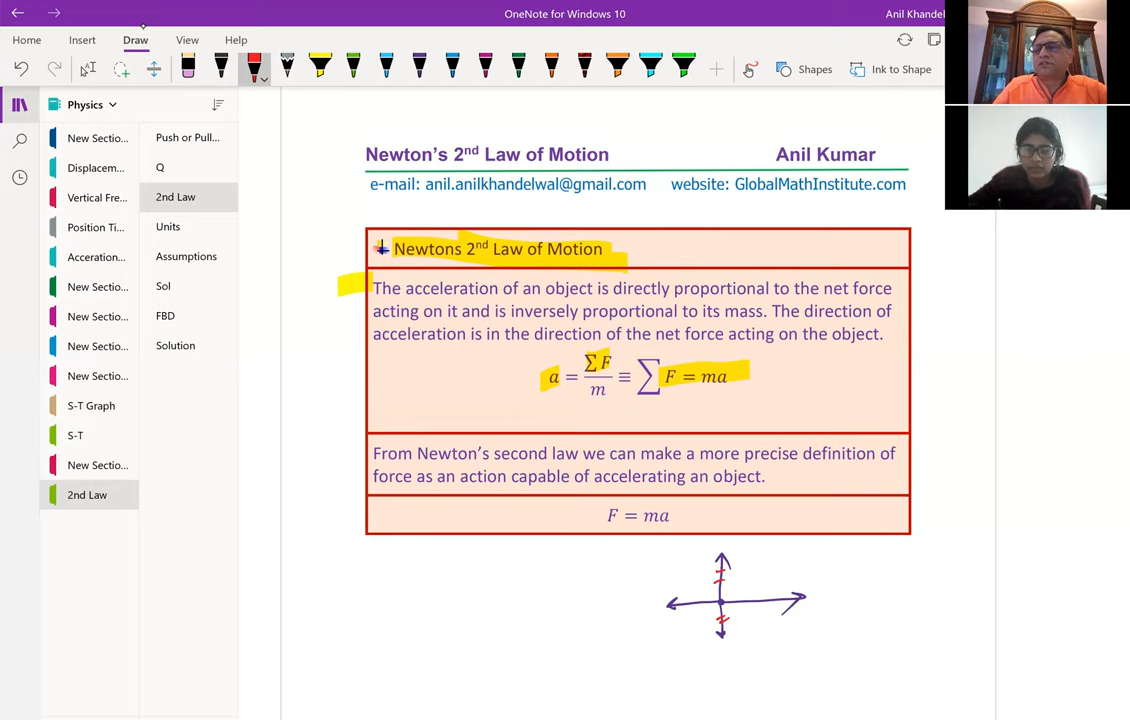 OneNote for Windows 10
Anil Khandel
Home Insert Draw View Help
Shapes Ink to Shape
Physics
New Sectio...
Displacem...
Vertical Fre...
Position Ti...
Acceration...
New Sectio...
New Sectio...
New Sectio...
New Sectio...
S-T Graph
S-T
New Sectio...
2nd Law
Push or Pull...
Q
2nd Law
Units
Assumptions
Sol
FBD
Solution
Newton's 2nd Law of Motion Anil Kumar
e-mail: anil.anilkhandelwal@gmail.com website: GlobalMathInstitute.com
Newtons 2nd Law of Motion
The acceleration of an object is directly proportional to the net force
acting on it and is inversely proportional to its mass. The direction of
acceleration is in the direction of the net force acting on the object.
a = ∑F/m ≡ ∑ F = ma
From Newton's second law we can make a more precise definition of
force as an action capable of accelerating an object.
F = ma